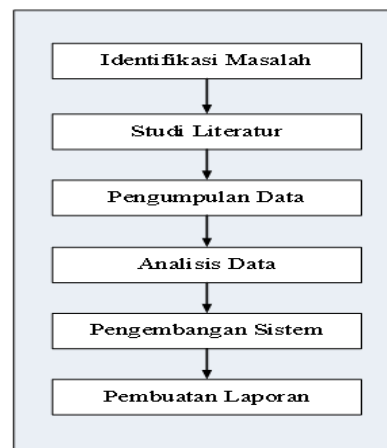 Identifikasi Masalah
Studi Literatur
Pengumpulan Data
Analisis Data
Pengembangan Sistem
Pembuatan Laporan